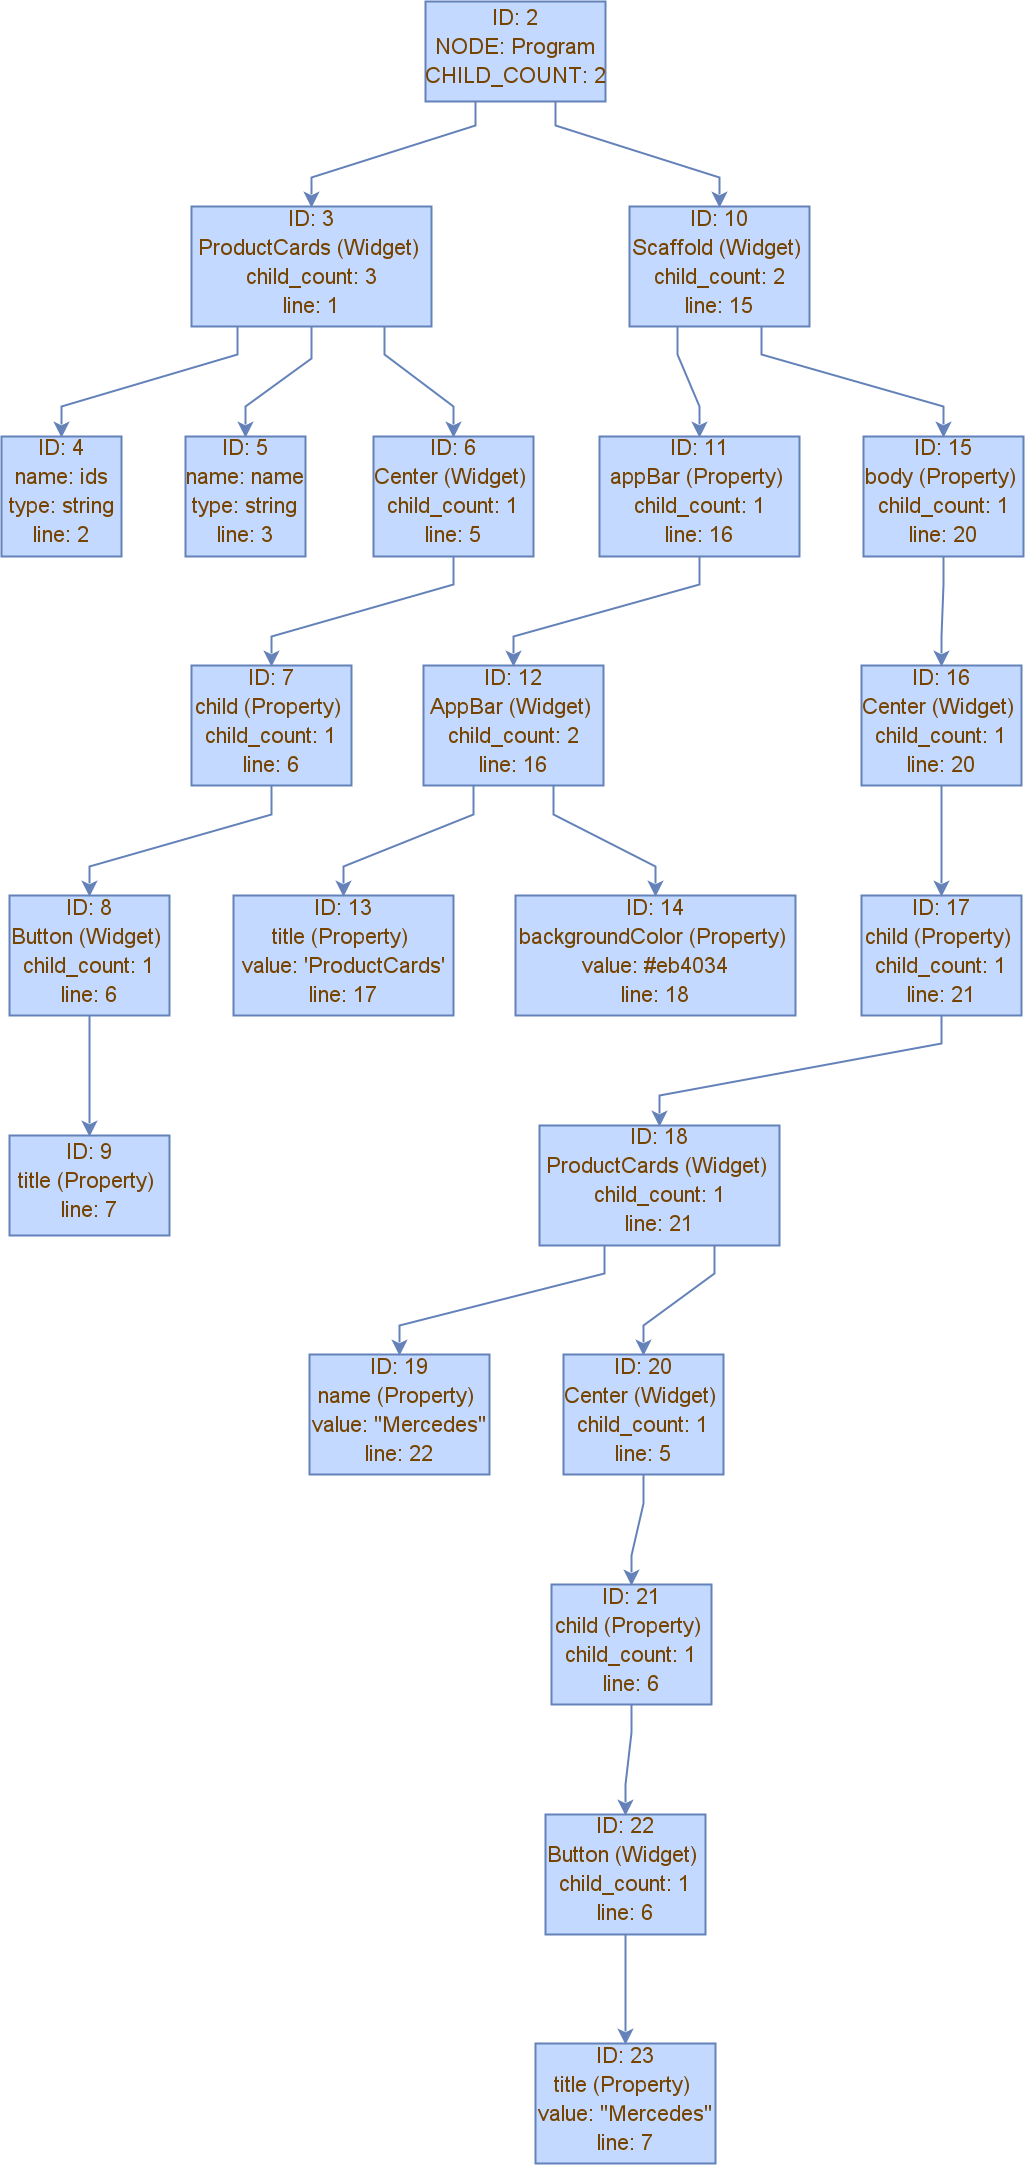 ID: 2
NODE: Program
CHILD_COUNT: 2
ID: 3
ProductCards (Widget)
child_count: 3
line: 1
ID: 10
Scaffold (Widget)
child_count: 2
line: 15
ID: 4
name: ids
type: string
line: 2
ID: 5
name: name
type: string
line: 3
ID: 6
Center (Widget)
child_count: 1
line: 5
ID: 11
appBar (Property)
child_count: 1
line: 16
ID: 15
body (Property)
child_count: 1
line: 20
ID: 7
child (Property)
child_count: 1
line: 6
ID: 12
AppBar (Widget)
child_count: 2
line: 16
ID: 16
Center (Widget)
child_count: 1
line: 20
ID: 8
Button (Widget)
child_count: 1
line: 6
ID: 13
title (Property)
value: 'ProductCards'
line: 17
ID: 14
backgroundColor (Property)
value: #eb4034
line: 18
ID: 17
child (Property)
child_count: 1
line: 21
ID: 9
title (Property)
line: 7
ID: 18
ProductCards (Widget)
child_count: 1
line: 21
ID: 19
name (Property)
value: "Mercedes"
line: 22
ID: 20
Center (Widget)
child_count: 1
line: 5
ID: 21
child (Property)
child_count: 1
line: 6
ID: 22
Button (Widget)
child_count: 1
line: 6
ID: 23
title (Property)
value: "Mercedes"
line: 7